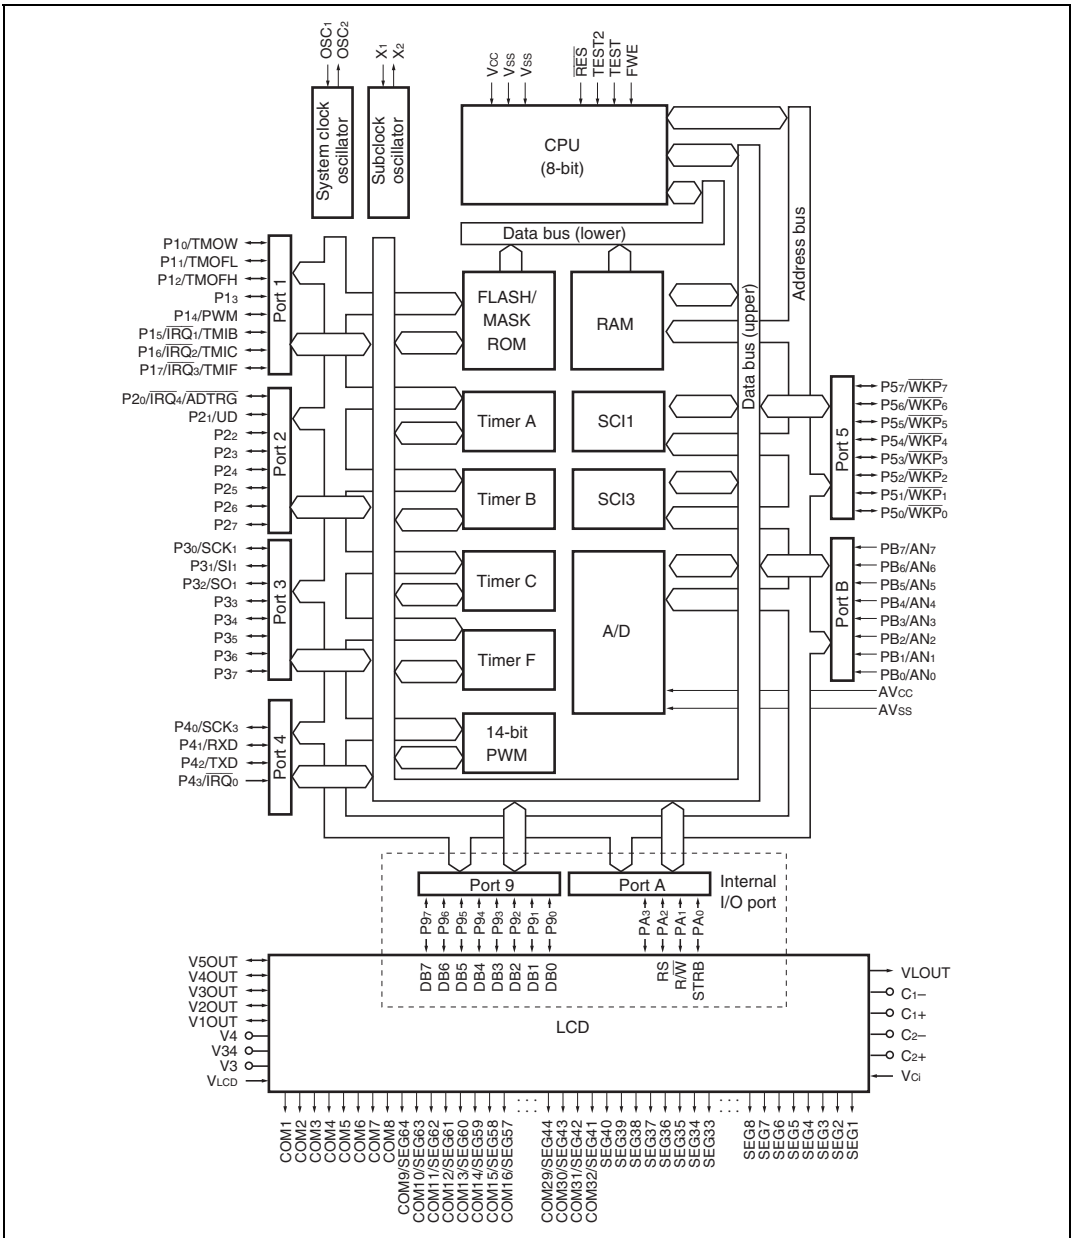 OSC1
OSC2
X1
X2
VCC
VSS
VSS
RES
TEST2
TEST
FWE
System clock
oscillator
Subclock
oscillator
CPU
(8-bit)
Data bus (lower)
Data bus (upper)
Address bus
P10/TMOW
P11/TMOFL
P12/TMOFH
P13
P14/PWM
P15/IRQ1/TMIB
P16/IRQ2/TMIC
P17/IRQ3/TMIF
Port 1
FLASH/
MASK
ROM
RAM
P20/IRQ4/ADTRG
P21/UD
P22
P23
P24
P25
P26
P27
Port 2
Timer A
SCI1
Timer B
SCI3
P57/WKP7
P56/WKP6
P55/WKP5
P54/WKP4
P53/WKP3
P52/WKP2
P51/WKP1
P50/WKP0
Port 5
P30/SCK1
P31/SI1
P32/SO1
P33
P34
P35
P36
P37
Port 3
Timer C
Timer F
A/D
PB7/AN7
PB6/AN6
PB5/AN5
PB4/AN4
PB3/AN3
PB2/AN2
PB1/AN1
PB0/AN0
Port B
AVCC
AVSS
P40/SCK3
P41/RXD
P42/TXD
P43/IRQ0
Port 4
14-bit
PWM
Port 9
Port A
Internal
I/O port
P97
P96
P95
P94
P93
P92
P91
P90
PA3
PA2
PA1
PA0
DB7
DB6
DB5
DB4
DB3
DB2
DB1
DB0
RS
R/W
STRB
LCD
V5OUT
V4OUT
V3OUT
V2OUT
V1OUT
V4
V34
V3
VLCD
VLOUT
C1–
C1+
C2–
C2+
VCi
COM1
COM2
COM3
COM4
COM5
COM6
COM7
COM8
COM9/SEG64
COM10/SEG63
COM11/SEG62
COM12/SEG61
COM13/SEG60
COM14/SEG59
COM15/SEG58
COM16/SEG57
COM29/SEG44
COM30/SEG43
COM31/SEG42
COM32/SEG41
SEG40
SEG39
SEG38
SEG37
SEG36
SEG35
SEG34
SEG33
SEG8
SEG7
SEG6
SEG5
SEG4
SEG3
SEG2
SEG1